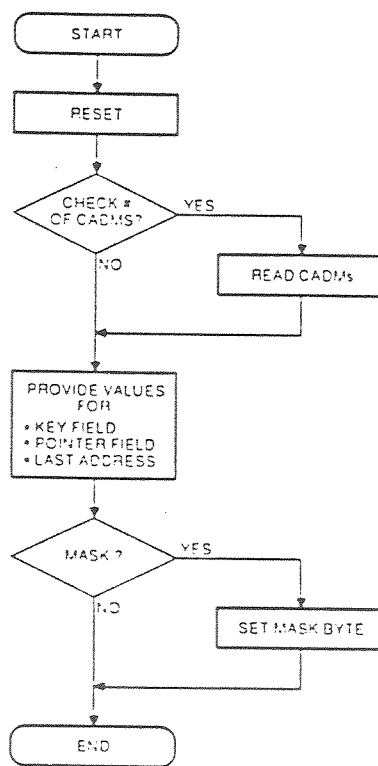 START
RESET
CHECK #
OF CADMS?
YES
NO
READ CADMs
PROVIDE VALUES
FOR
• KEY FIELD
• POINTER FIELD
• LAST ADDRESS
MASK ?
YES
NO
SET MASK BYTE
END